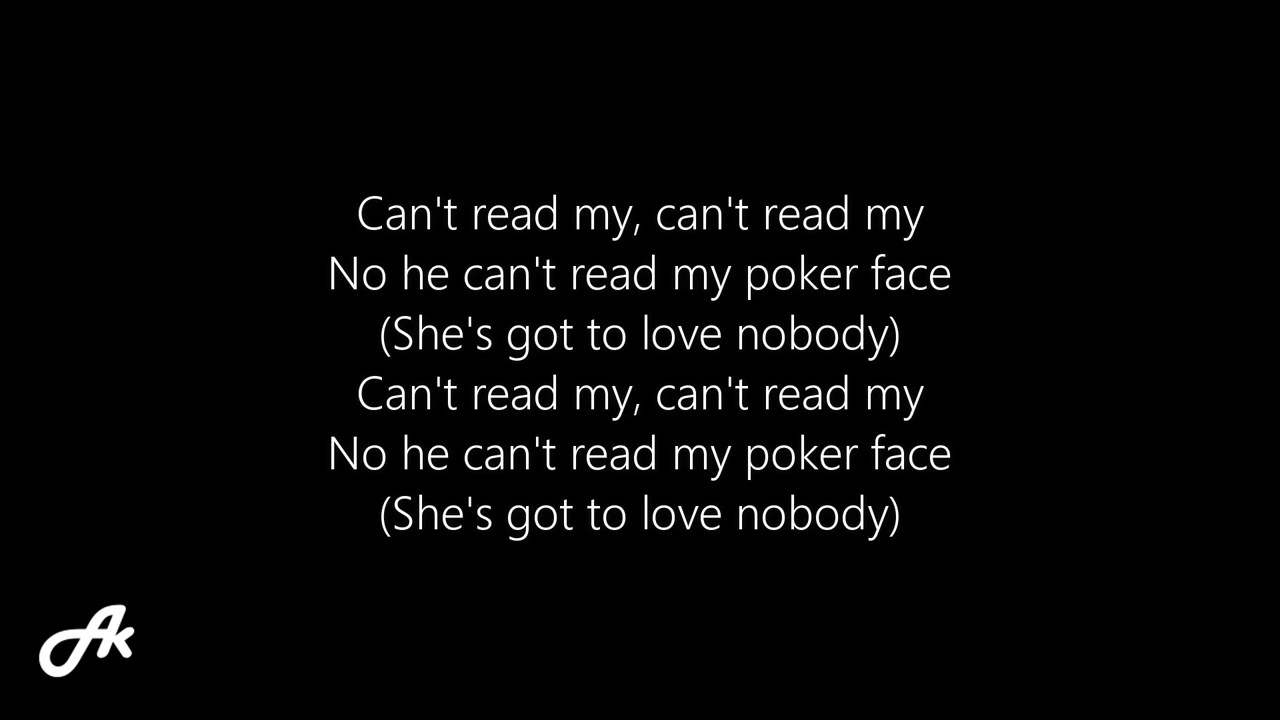 Can't read my, can't read my
No he can't read my poker face
(She's got to love nobody)
Can't read my, can't read my
No he can't read my poker face
(She's got to love nobody)
Ak